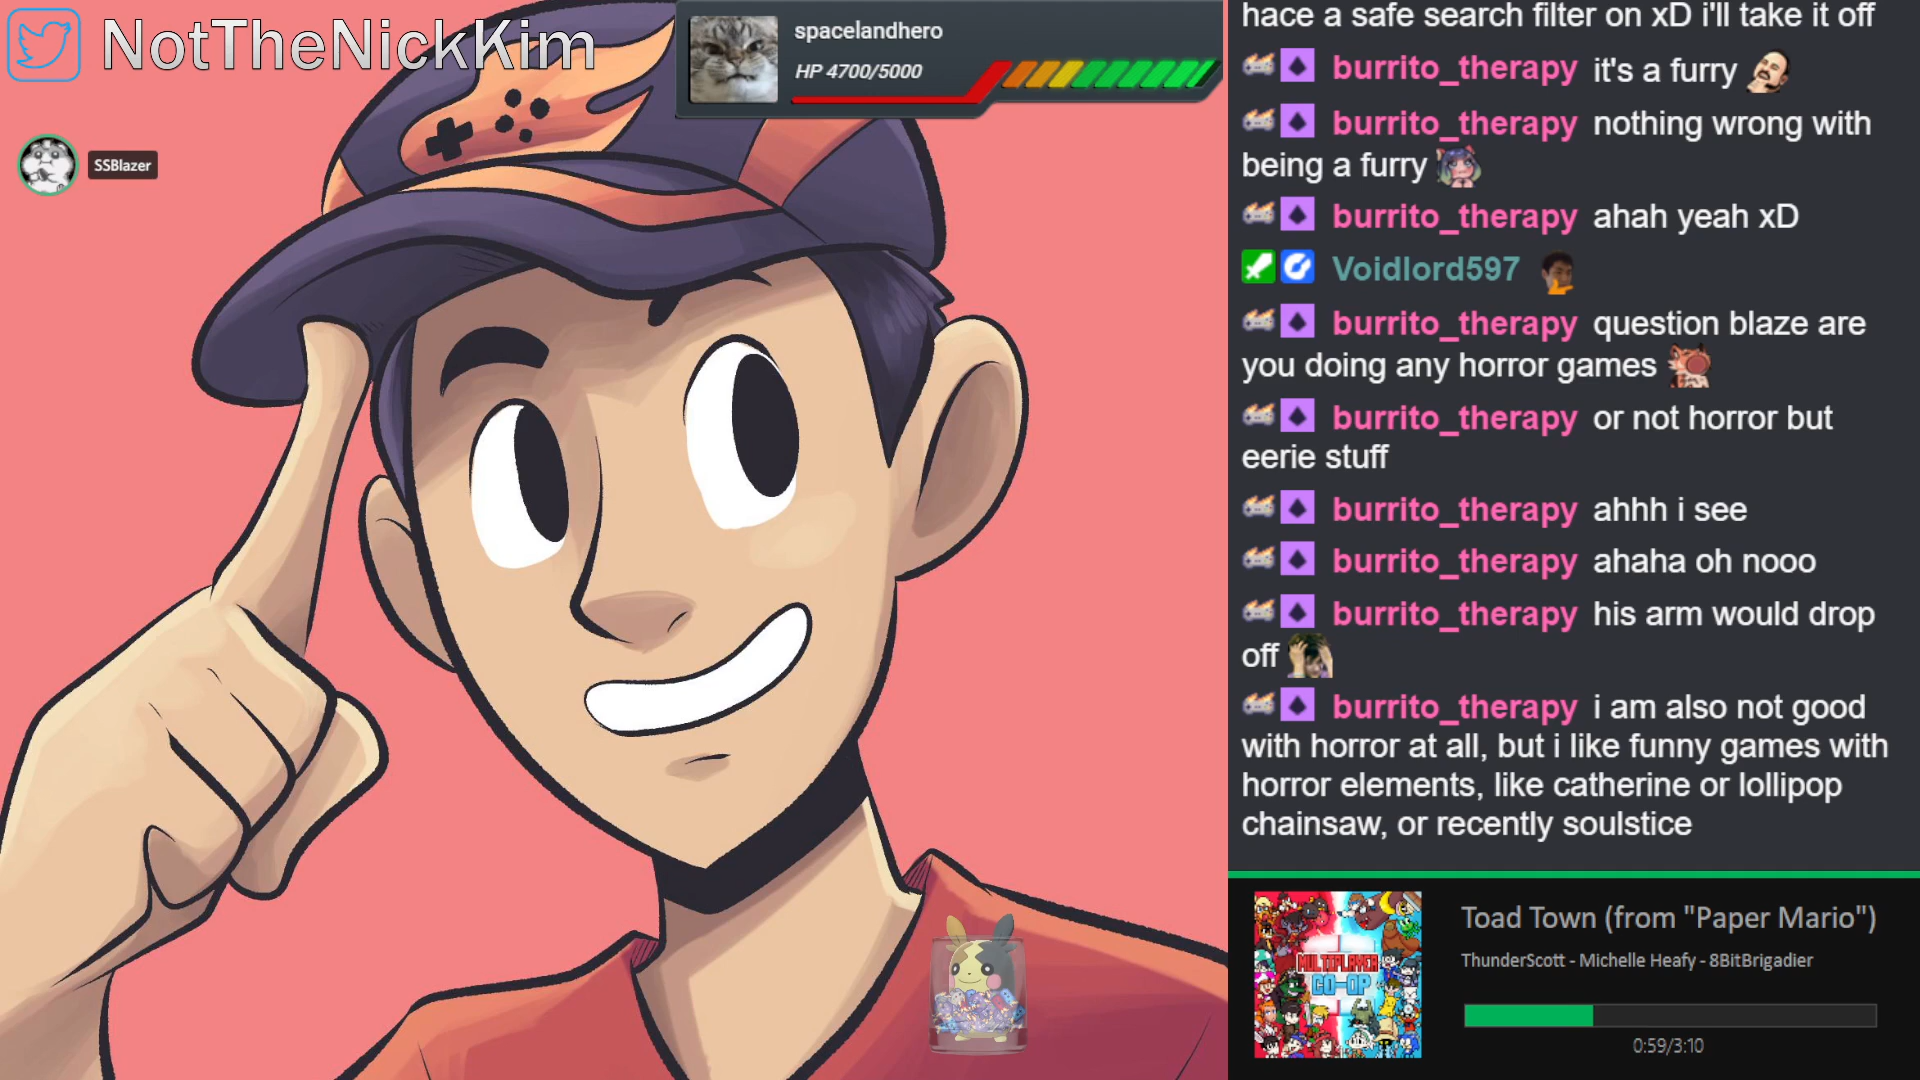 NotTheNickKim
spacelandhero
HP 4700/5000
SSBlazer
hace a safe search filter on xD i'll take it off
burrito_therapy it's a furry
burrito_therapy nothing wrong with
being a furry
burrito_therapy ahah yeah xD
Voidlord597
burrito_therapy question blaze are
you doing any horror games
burrito_therapy or not horror but
eerie stuff
burrito_therapy ahhh i see
burrito_therapy ahaha oh nooo
burrito_therapy his arm would drop
off
burrito_therapy i am also not good
with horror at all, but i like funny games with
horror elements, like catherine or lollipop
chainsaw, or recently soulstice
MULTIPLAYER
CO-OP
Toad Town (from "Paper Mario")
ThunderScott - Michelle Heafy - 8BitBrigadier
0:59/3:10